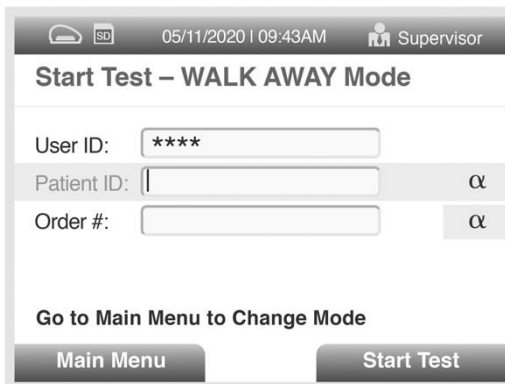 SD 05/11/2020 | 09:43AM Supervisor
Start Test – WALK AWAY Mode
User ID: ****
Patient ID: α
Order #: α
Go to Main Menu to Change Mode
Main Menu Start Test